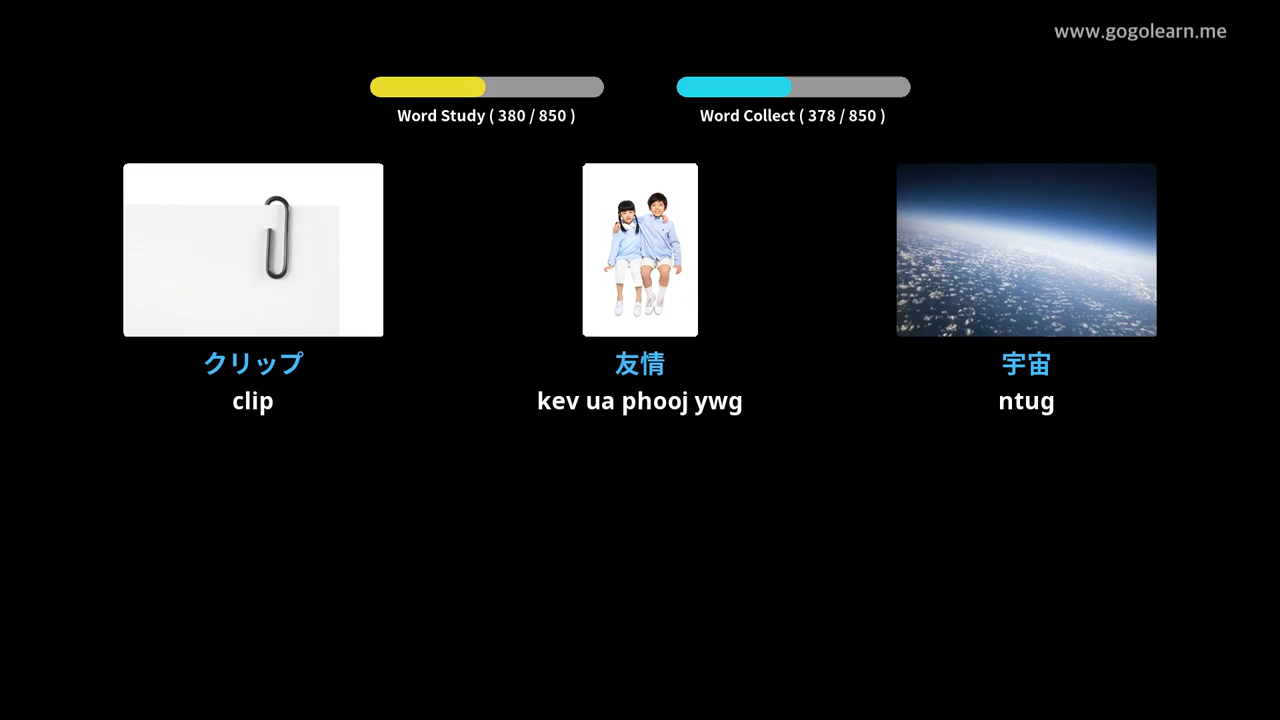 www.gogolearn.me
Word Study ( 380 / 850 )
Word Collect ( 378 / 850 )
クリップ
clip
友情
kev ua phooj ywg
宇宙
ntug